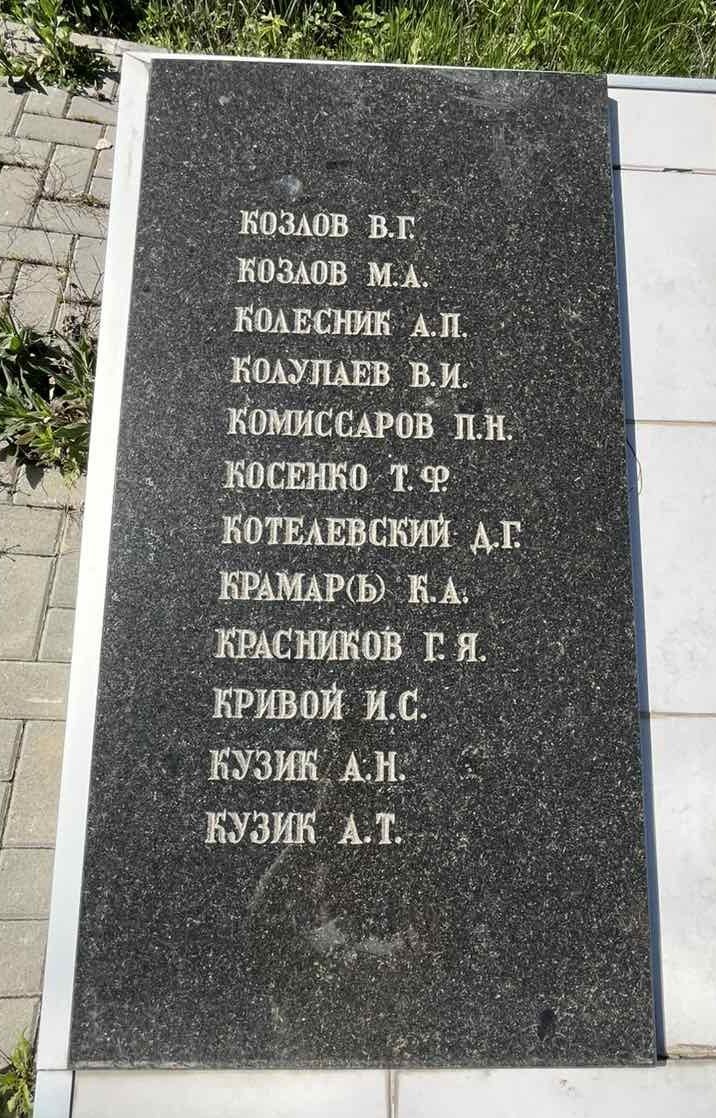 КОЗЛОВ В.Г.
КОЗЛОВ М.А.
КОЛЕСНИК А.П.
КОЛУПАЕВ В.И.
КОМИССАРОВ П.Н.
КОСЕНКО Т.Ф.
КОТЕЛЕВСКИЙ Д.Г.
КРАМАР(Ь) К.А.
КРАСНИКОВ Г.Я.
КРИВОЙ И.С.
КУЗИК А.Н.
КУЗИК А.Т.